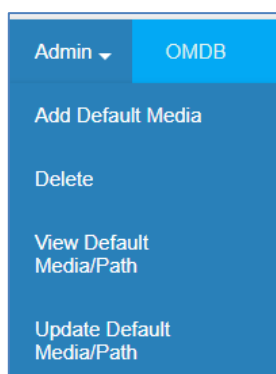 Admin OMDB
Add Default Media
Delete
View Default
Media/Path
Update Default
Media/Path